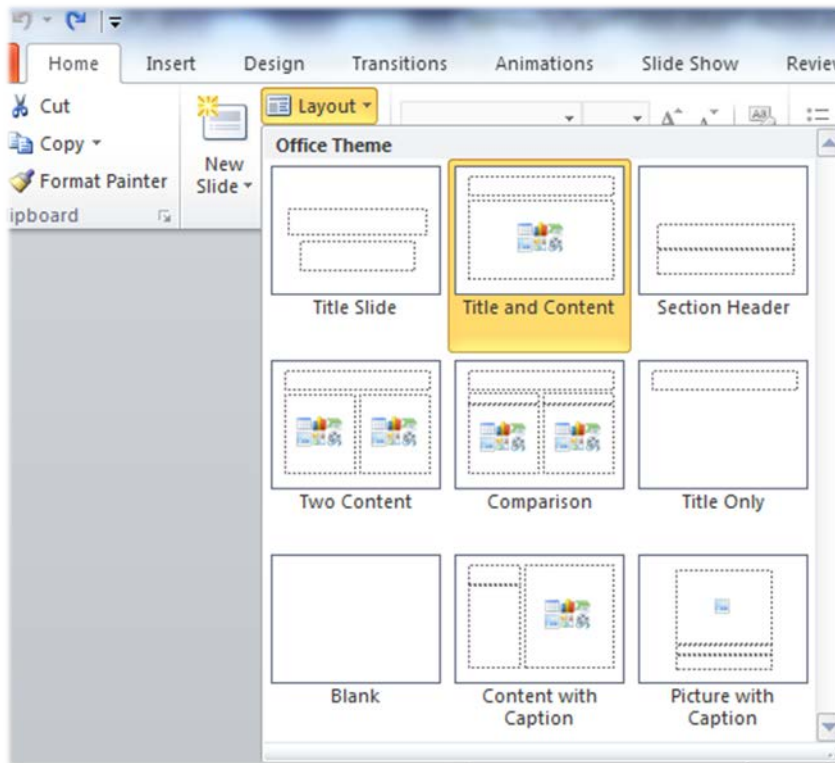 Home Insert Design Transitions Animations Slide Show Review
Cut
Layout
Copy
Format Painter
New
Slide
ipboard
Office Theme
Title Slide
Title and Content
Section Header
Two Content
Comparison
Title Only
Blank
Content with
Caption
Picture with
Caption